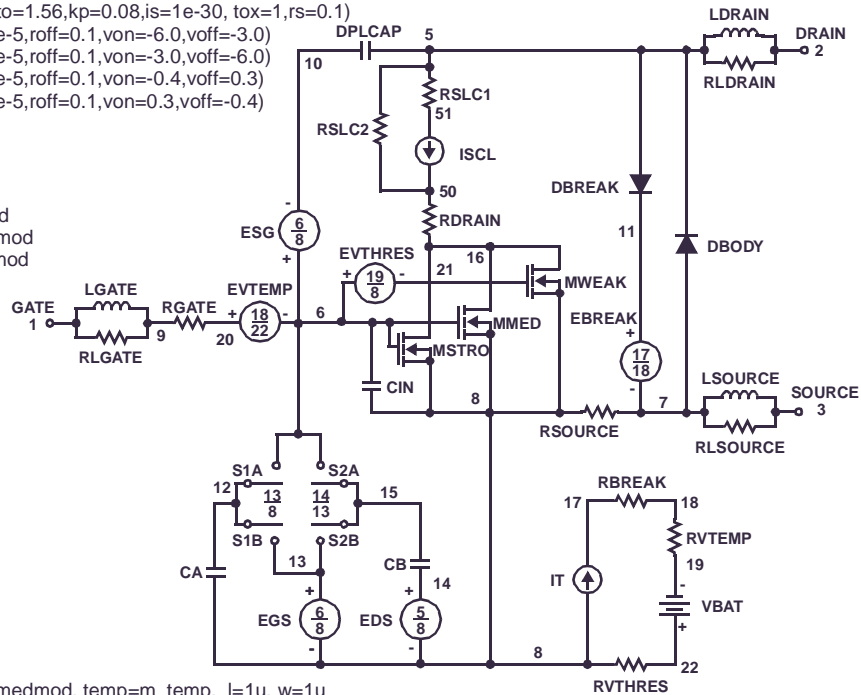 to=1.56,kp=0.08,is=1e-30, tox=1,rs=0.1)
e-5,roff=0.1,von=-6.0,voff=-3.0)
e-5,roff=0.1,von=-3.0,voff=-6.0)
e-5,roff=0.1,von=-0.4,voff=0.3)
e-5,roff=0.1,von=0.3,voff=-0.4)
LDRAIN
DPLCAP 5 DRAIN
10 2
RLDRAIN
RSLC1
51
RSLC2
ISCL
50
DBREAK
RDRAIN
d
mod
mod
- ESG 6 8 +
11
DBODY
EVTHRES
+ 19 8 - 21
16
MWEAK
LGATE
GATE
1
RLGATE
9
RGATE
20
EVTEMP
+ 18 22 -
6
MMED
MSTRO
EBREAK
+
17 18
-
CIN
8
RSOURCE
7
LSOURCE
SOURCE
3
RLSOURCE
S1A S2A
12 13 8 14 13 15
S1B S2B
13
CA
CB
14
+ +
EGS 6 8 EDS 5 8
- -
RBREAK
17 18
RVTEMP
19
IT
-
VBAT
+
8
22
RVTHRES
medmod temp=m_temp, l=1u, w=1u